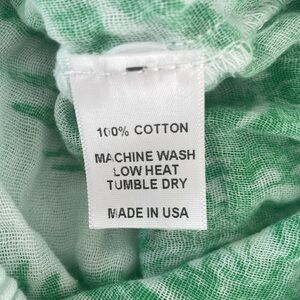 100% COTTON
MACHINE WASH
LOW HEAT
TUMBLE DRY
MADE IN USA